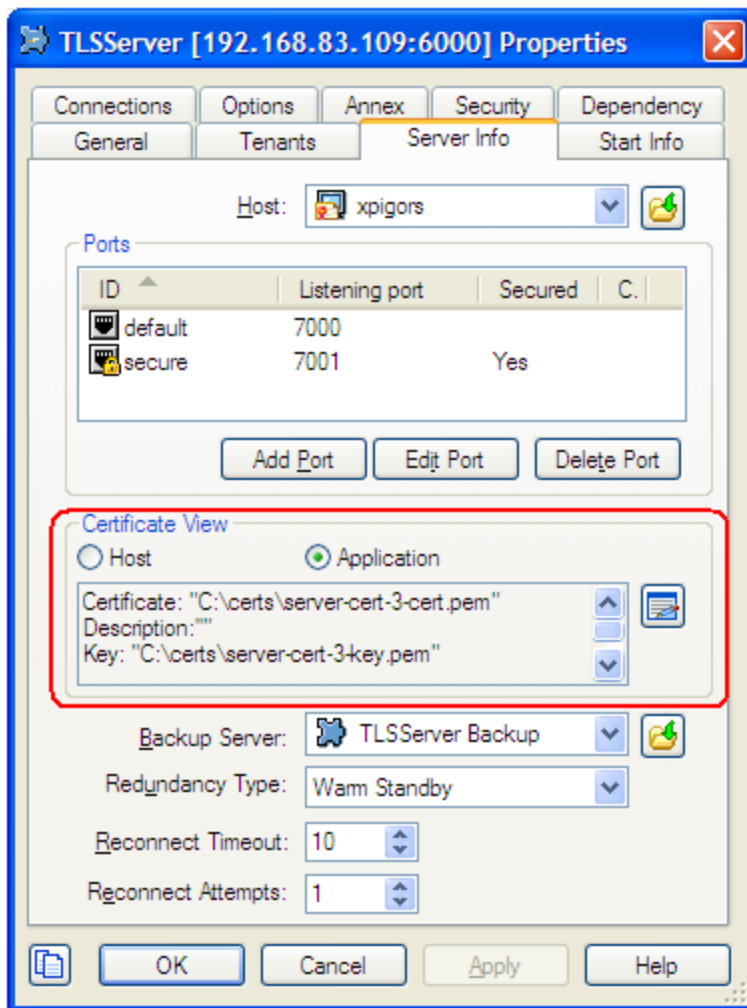 TLSServer [192.168.83.109:6000] Properties
Connections Options Annex Security Dependency
General Tenants Server Info Start Info
Host: xpigors
Ports
ID Listening port Secured C.
default 7000
secure 7001 Yes
Add Port Edit Port Delete Port
Certificate View
Host Application
Certificate: "C:\certs\server-cert-3-cert.pem"
Description:""
Key: "C:\certs\server-cert-3-key.pem"
Backup Server: TLSServer Backup
Redundancy Type: Warm Standby
Reconnect Timeout: 10
Reconnect Attempts: 1
OK Cancel Apply Help